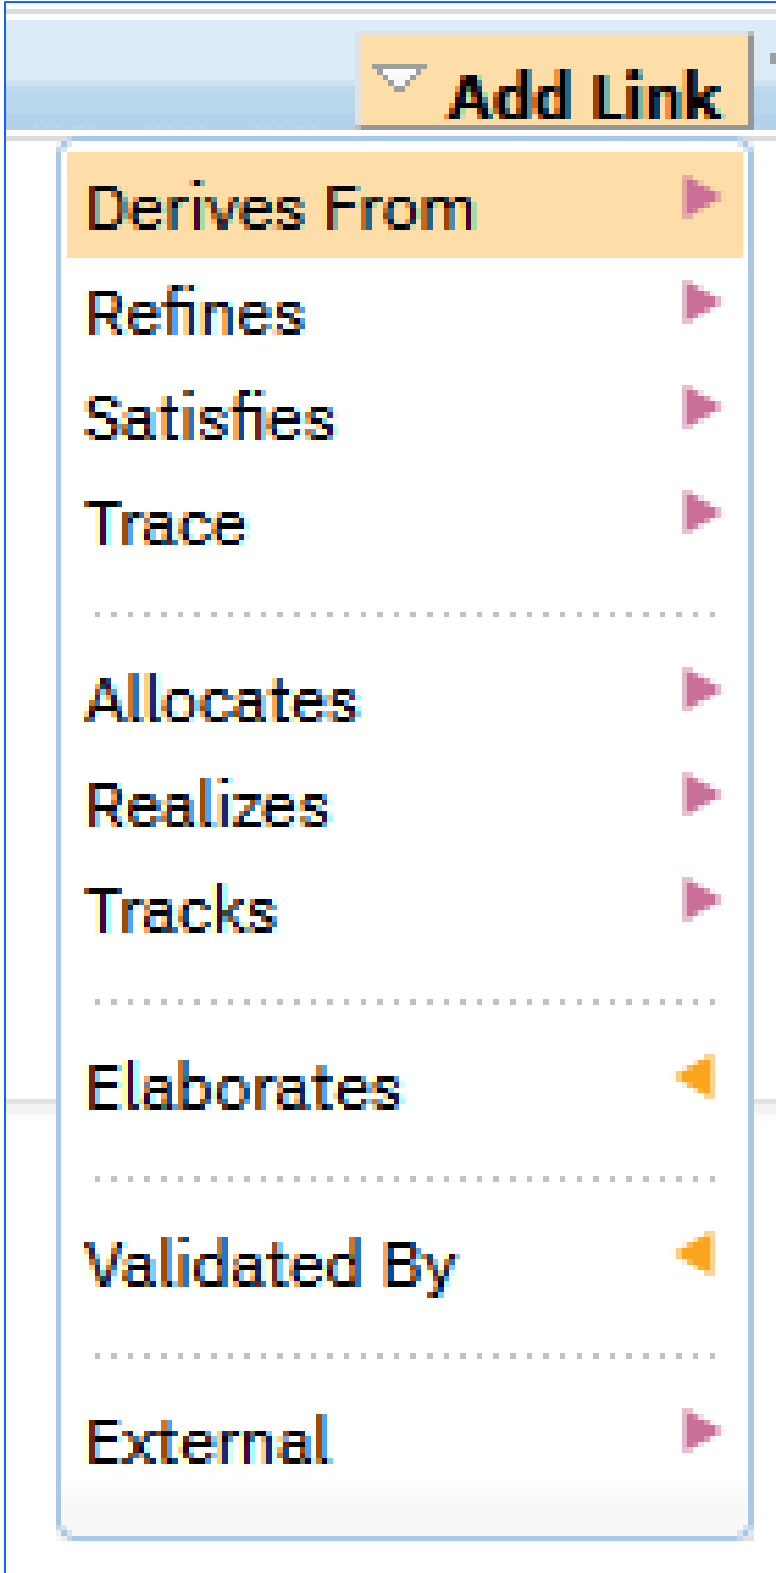 Add Link
Derives From
Refines
Satisfies
Trace
Allocates
Realizes
Tracks
Elaborates
Validated By
External